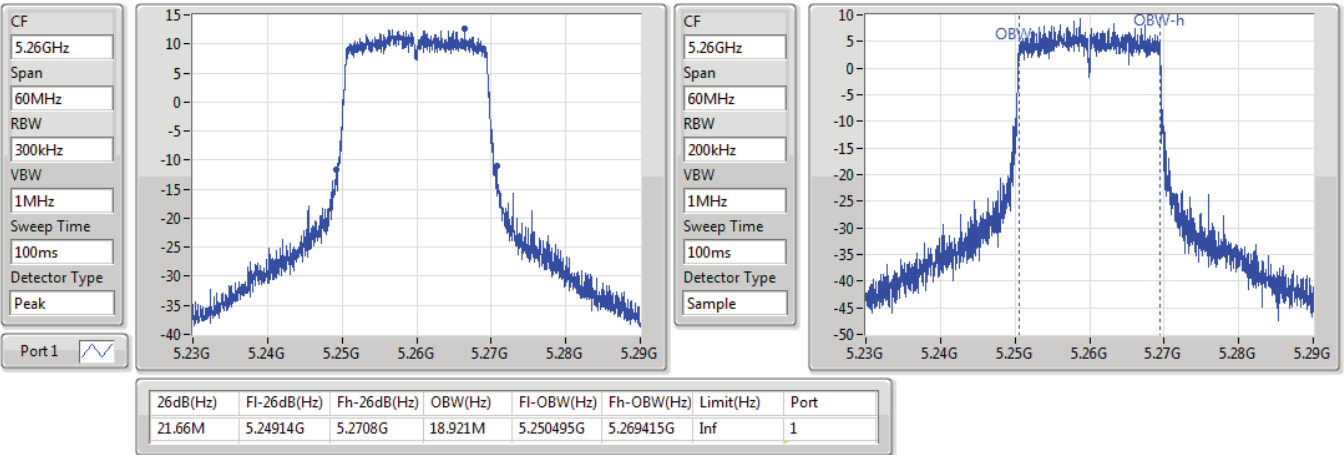 CF
5.26GHz
Span
60MHz
RBW
300kHz
VBW
1MHz
Sweep Time
100ms
Detector Type
Peak
Port 1
15
10
5
0
-5
-10
-15
-20
-25
-30
-35
-40
5.23G 5.24G 5.25G 5.26G 5.27G 5.28G 5.29G
CF
5.26GHz
Span
60MHz
RBW
200kHz
VBW
1MHz
Sweep Time
100ms
Detector Type
Sample
10
5
0
-5
-10
-15
-20
-25
-30
-35
-40
-45
-50
OBW-h
5.23G 5.24G 5.25G 5.26G 5.27G 5.28G 5.29G
26dB(Hz) Fl-26dB(Hz) Fh-26dB(Hz) OBW(Hz) Fl-OBW(Hz) Fh-OBW(Hz) Limit(Hz) Port
21.66M 5.24914G 5.2708G 18.921M 5.250495G 5.269415G Inf 1